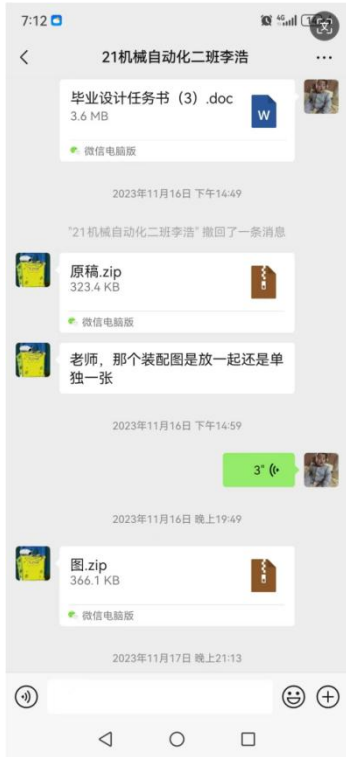 7:12
4G
21机械自动化二班李浩
毕业设计任务书（3）.doc
3.6 MB
W
微信电脑版
2023年11月16日 下午14:49
"21机械自动化二班李浩" 撤回了一条消息
原稿.zip
323.4 KB
微信电脑版
老师，那个装配图是放一起还是单
独一张
2023年11月16日 下午14:59
3"
2023年11月16日 晚上19:49
图.zip
366.1 KB
微信电脑版
2023年11月17日 晚上21:13